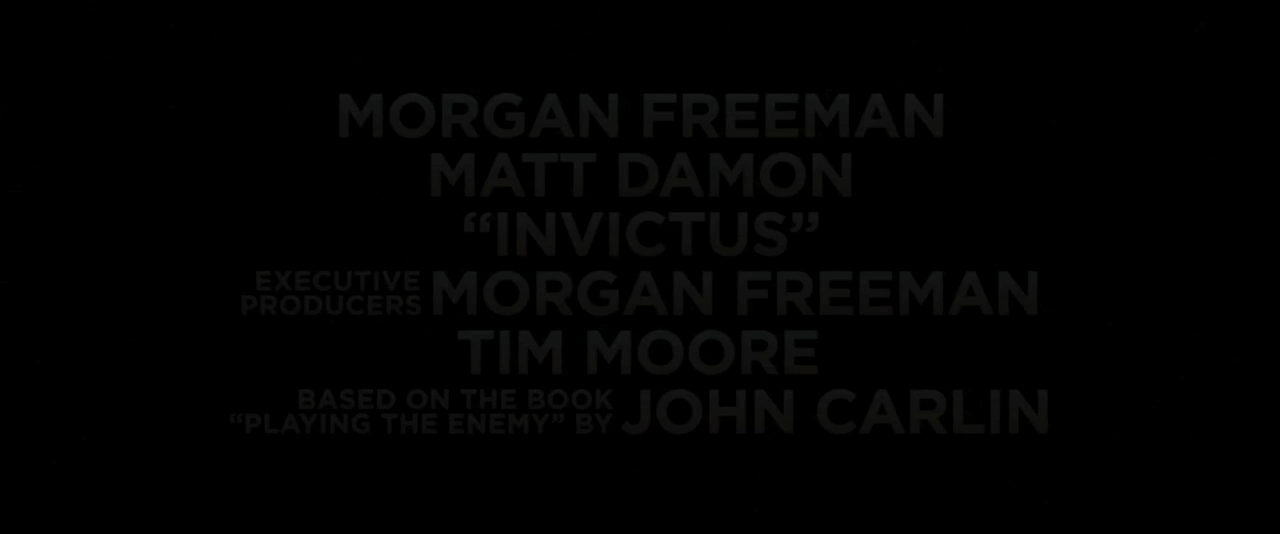 MORGAN FREEMAN
MATT DAMON
“INVICTUS”
EXECUTIVE
PRODUCERS MORGAN FREEMAN
TIM MOORE
BASED ON THE BOOK
“PLAYING THE ENEMY” BY JOHN CARLIN